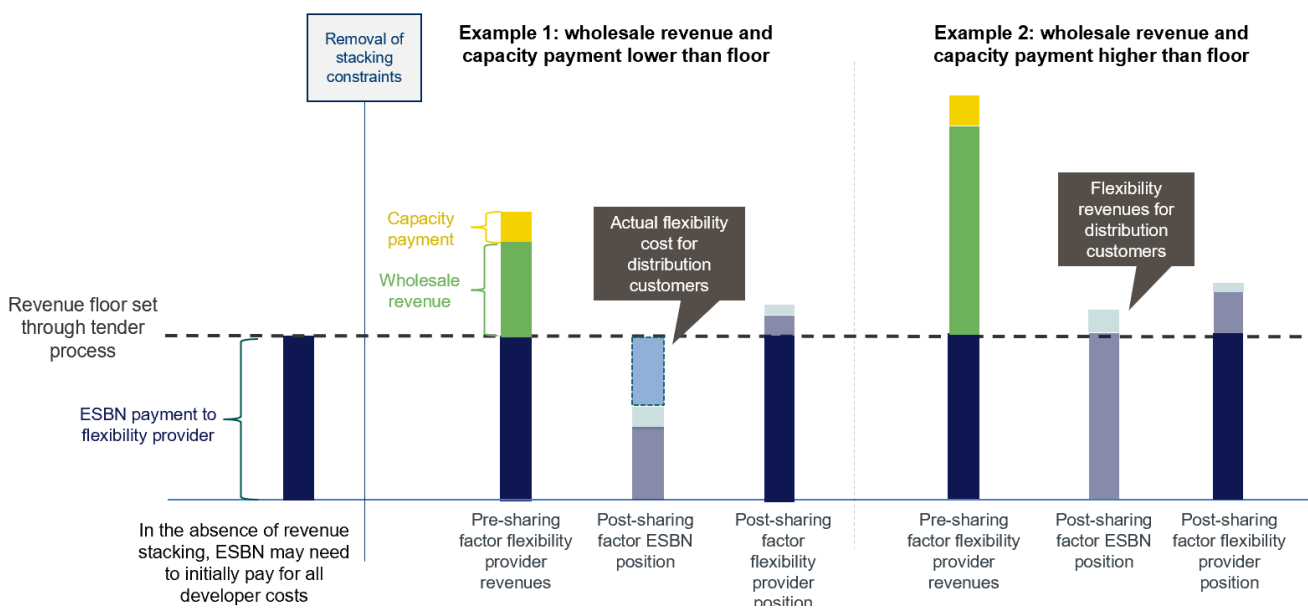 Removal of
stacking
constraints
Example 1: wholesale revenue and
capacity payment lower than floor
Example 2: wholesale revenue and
capacity payment higher than floor
Capacity
payment
Wholesale
revenue
Actual flexibility
cost for
distribution
customers
Flexibility
revenues for
distribution
customers
Revenue floor set
through tender
process
ESBN payment to
flexibility provider
In the absence of revenue
stacking, ESBN may need
to initially pay for all
developer costs
Pre-sharing
factor flexibility
provider
revenues
Post-sharing
factor ESBN
position
Post-sharing
factor
flexibility
provider
position
Pre-sharing
factor flexibility
provider
revenues
Post-sharing
factor ESBN
position
Post-sharing
factor flexibility
provider
position